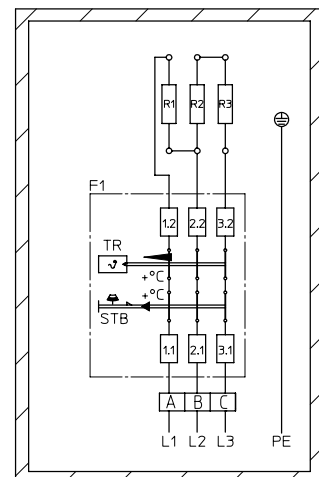 R1 R2 R3
F1
1.2 2.2 3.2
TR
+°C
+°C
STB
1.1 2.1 3.1
A B C
L1 L2 L3 PE